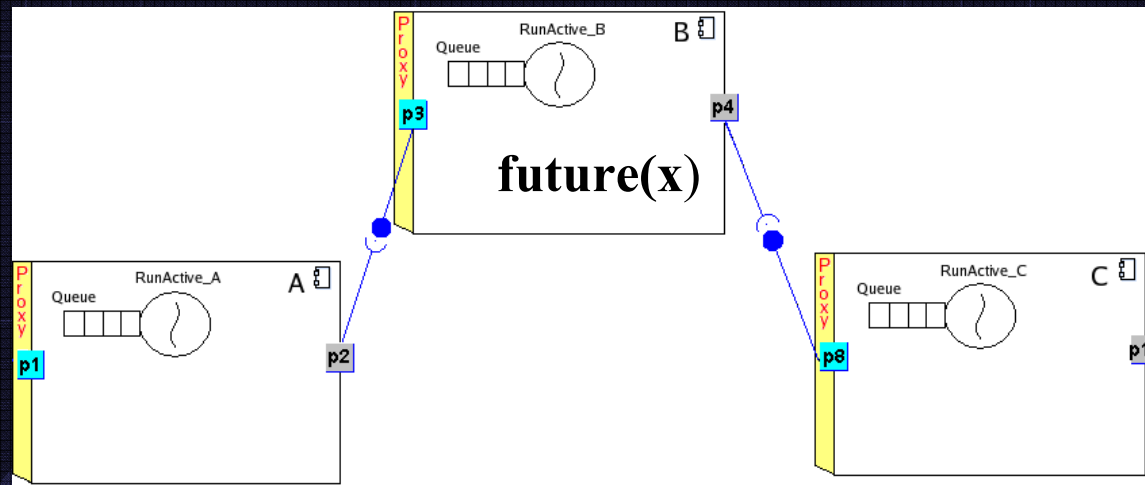 Proxy
RunActive_B
B
Queue
p3
p4
future(x)
Proxy
RunActive_A
A
Queue
p1
p2
Proxy
RunActive_C
C
Queue
p8